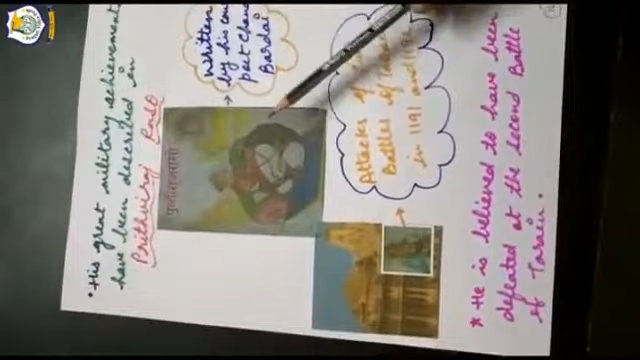 • His great military achievements
have been described in
Prithviraj Raso
Written
by his court
poet Chand
Bardai
Attacks of
Battles of Tarain
in 1191 and 1192
* He is believed to have been
defeated at the second Battle
of Tarain.